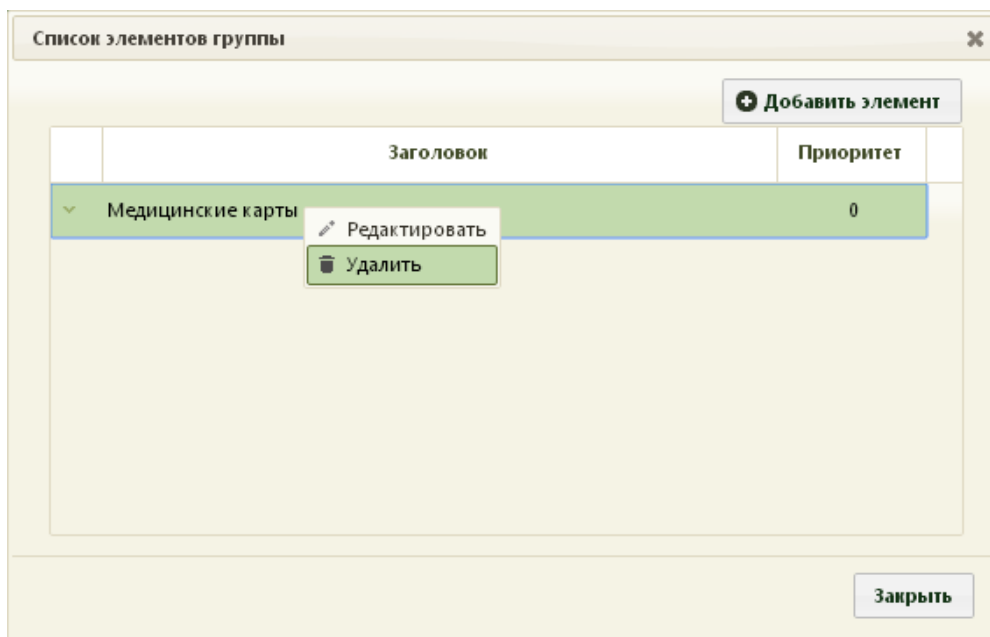 Список элементов группы
Добавить элемент
Заголовок Приоритет
Медицинские карты 0
Редактировать
Удалить
Закрыть